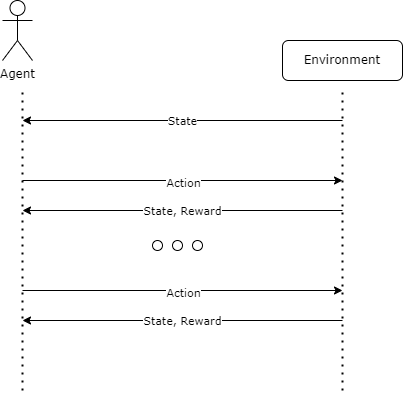 Agent
Environment
State
Action
State, Reward
Action
State, Reward